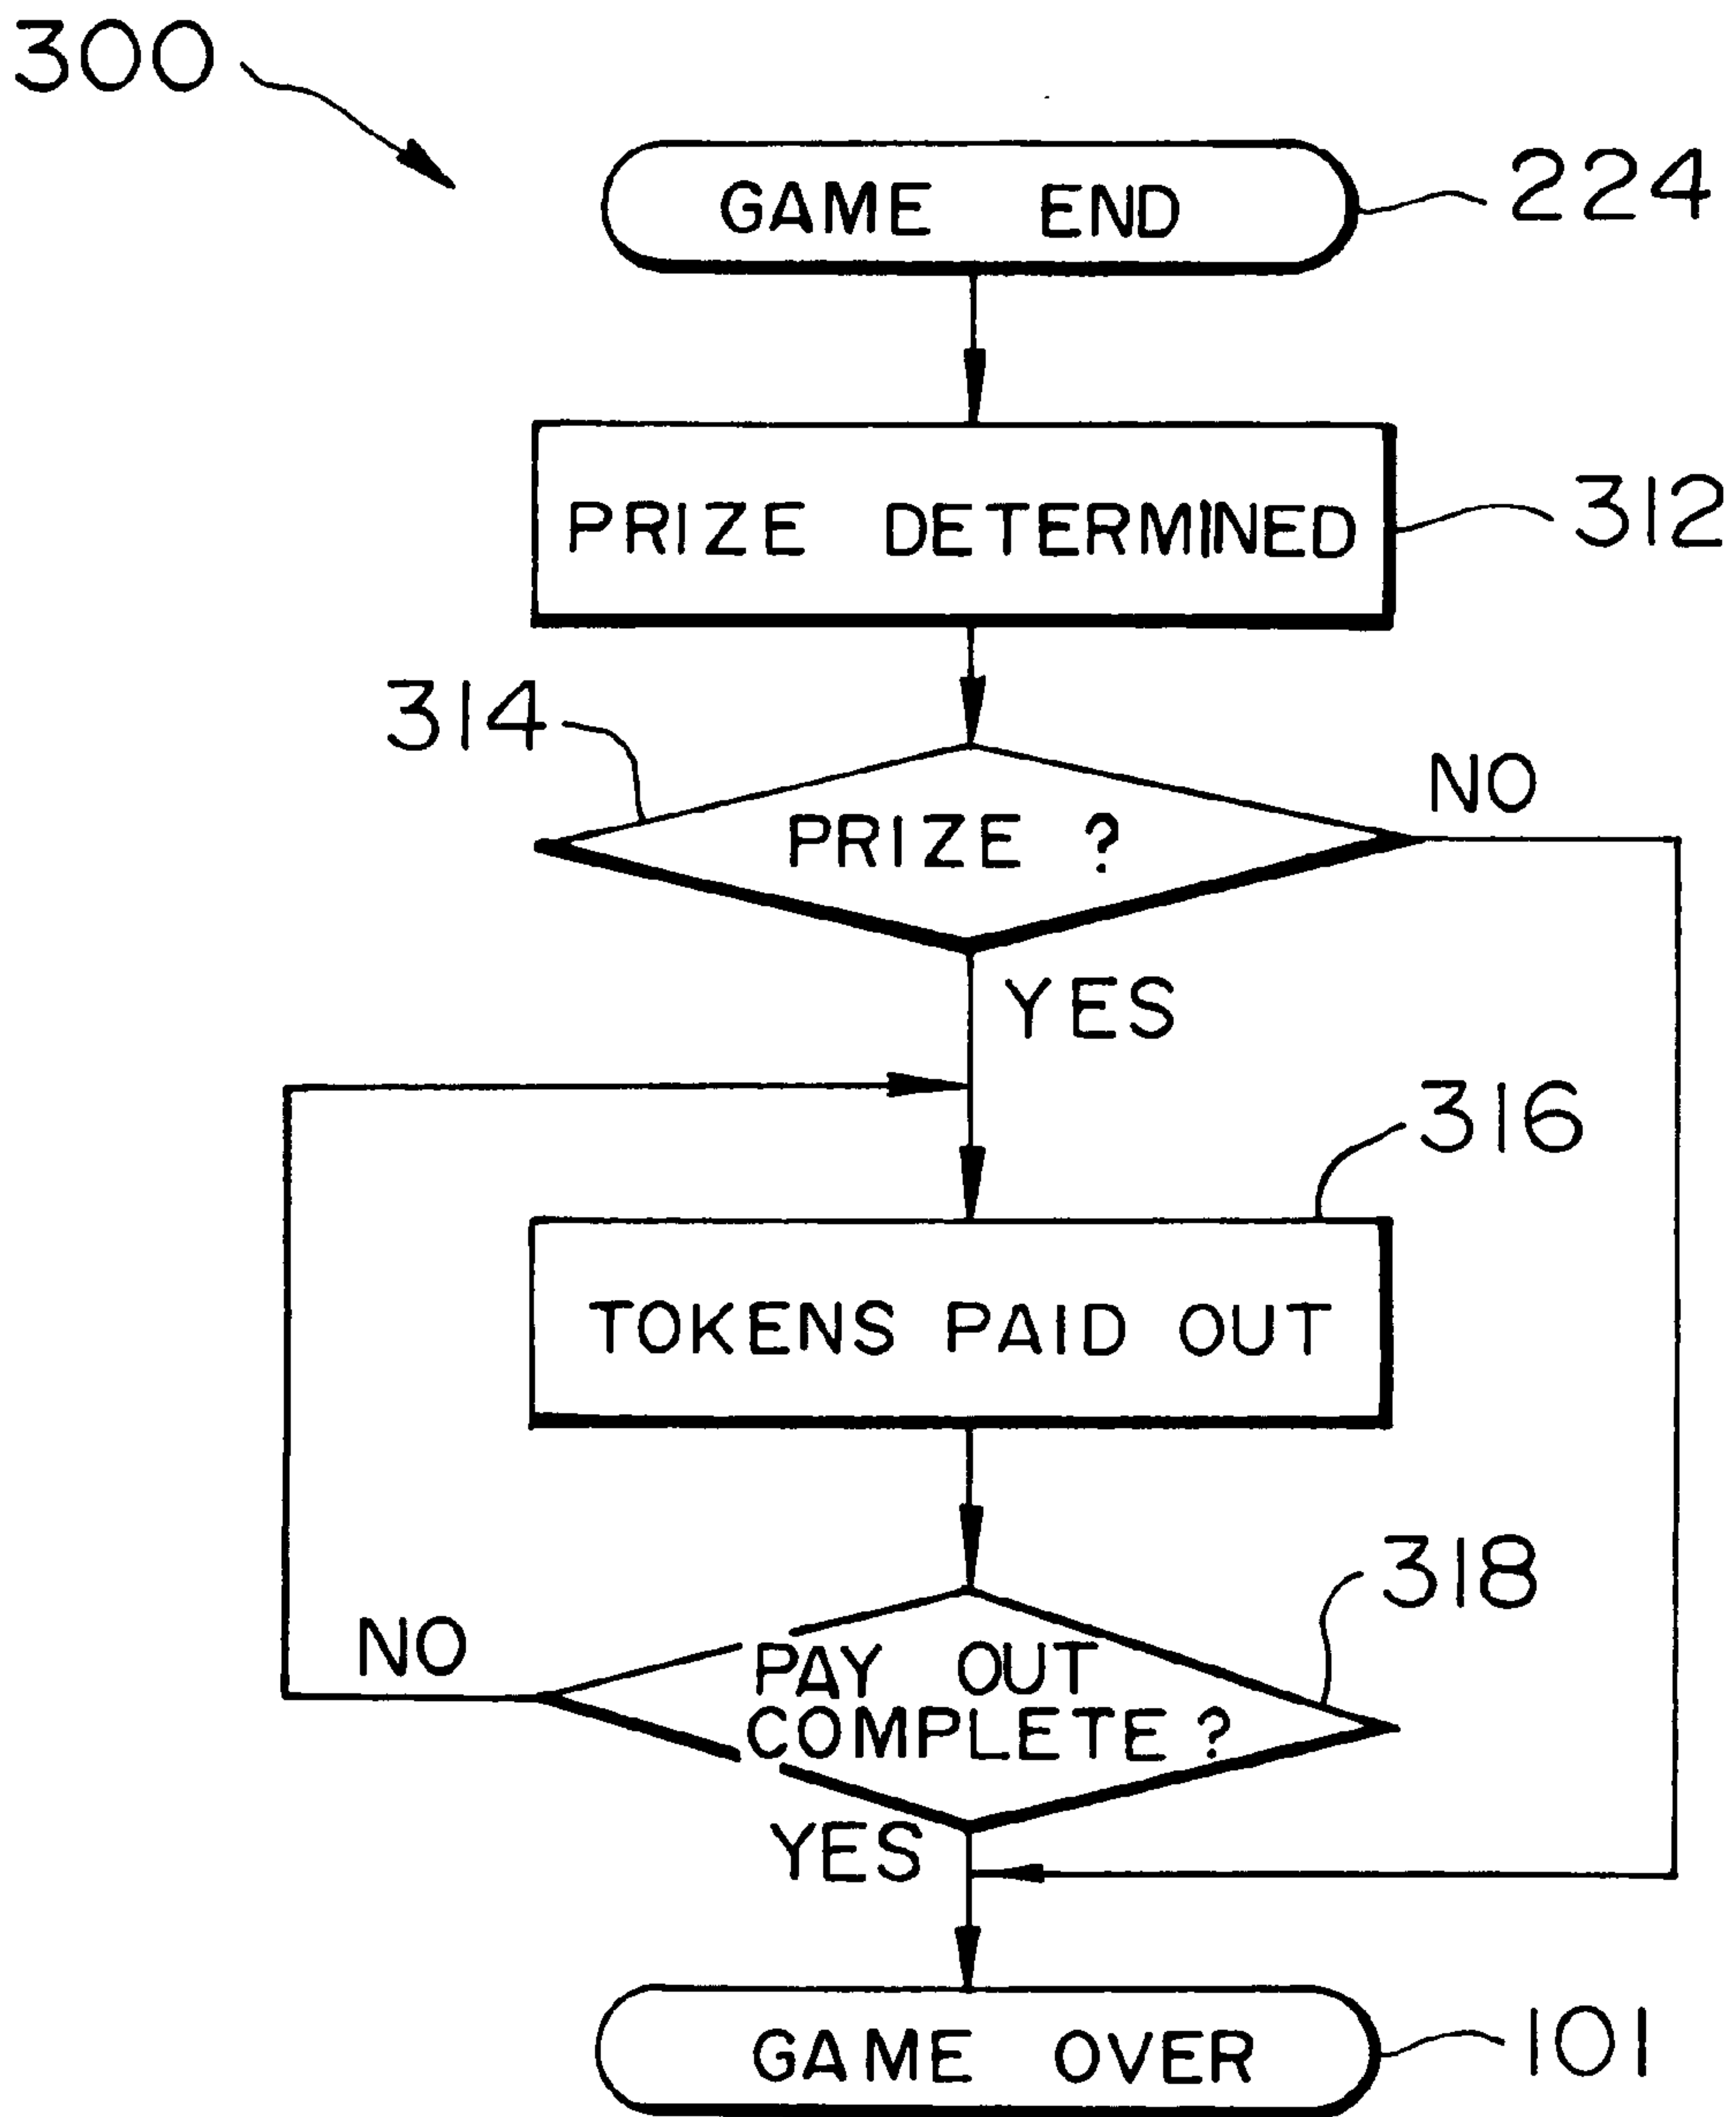 300
GAME END
224
PRIZE DETERMINED
312
314
PRIZE ?
NO
YES
316
TOKENS PAID OUT
318
NO
PAY OUT
COMPLETE ?
YES
GAME OVER
101